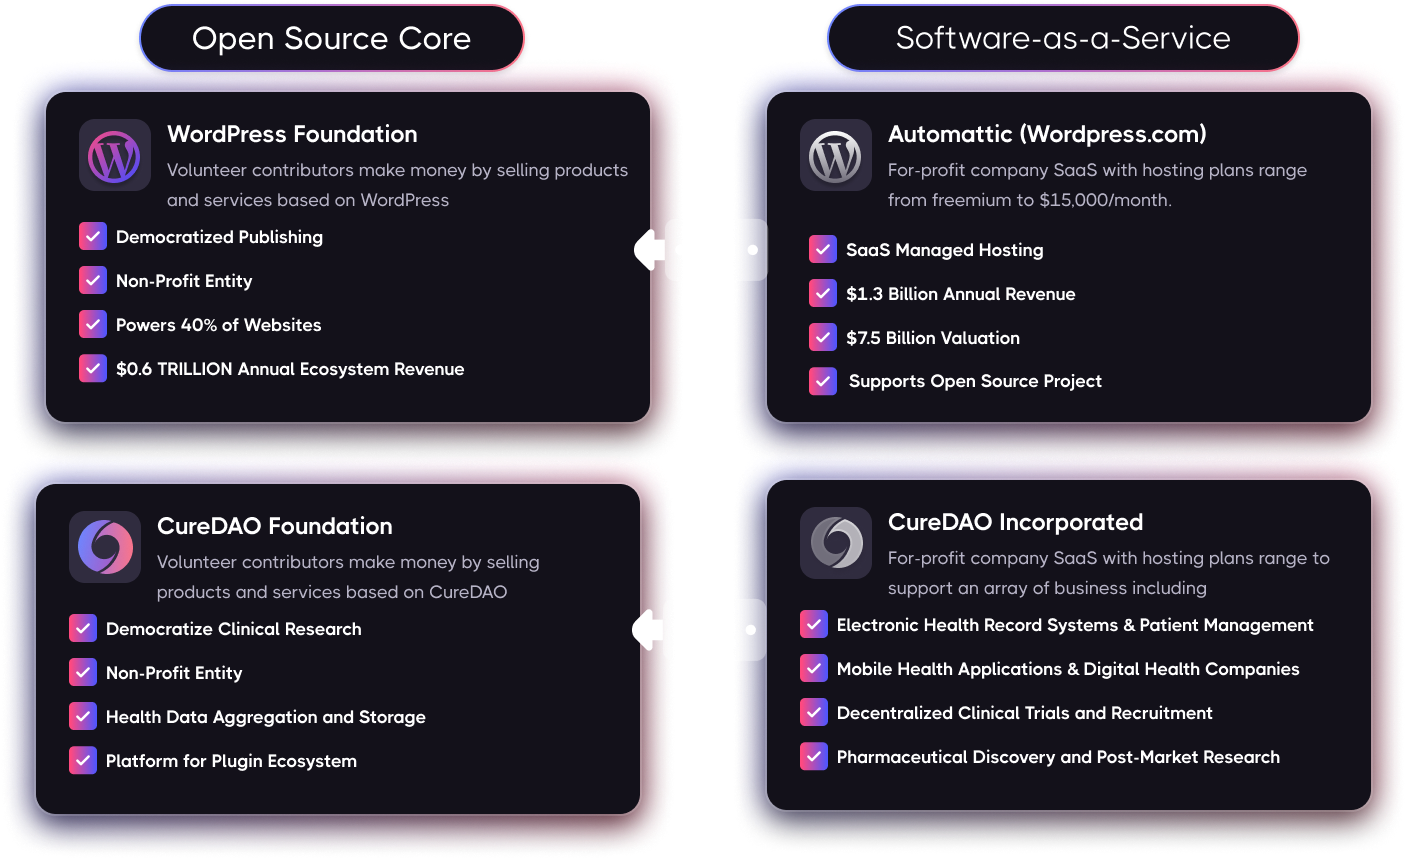 Open Source Core
Software-as-a-Service
WordPress Foundation
Volunteer contributors make money by selling products
and services based on WordPress
Democratized Publishing
Non-Profit Entity
Powers 40% of Websites
$0.6 TRILLION Annual Ecosystem Revenue
Automattic (Wordpress.com)
For-profit company SaaS with hosting plans range
from freemium to $15,000/month.
SaaS Managed Hosting
$1.3 Billion Annual Revenue
$7.5 Billion Valuation
Supports Open Source Project
CureDAO Foundation
Volunteer contributors make money by selling
products and services based on CureDAO
Democratize Clinical Research
Non-Profit Entity
Health Data Aggregation and Storage
Platform for Plugin Ecosystem
CureDAO Incorporated
For-profit company SaaS with hosting plans range to
support an array of business including
Electronic Health Record Systems & Patient Management
Mobile Health Applications & Digital Health Companies
Decentralized Clinical Trials and Recruitment
Pharmaceutical Discovery and Post-Market Research